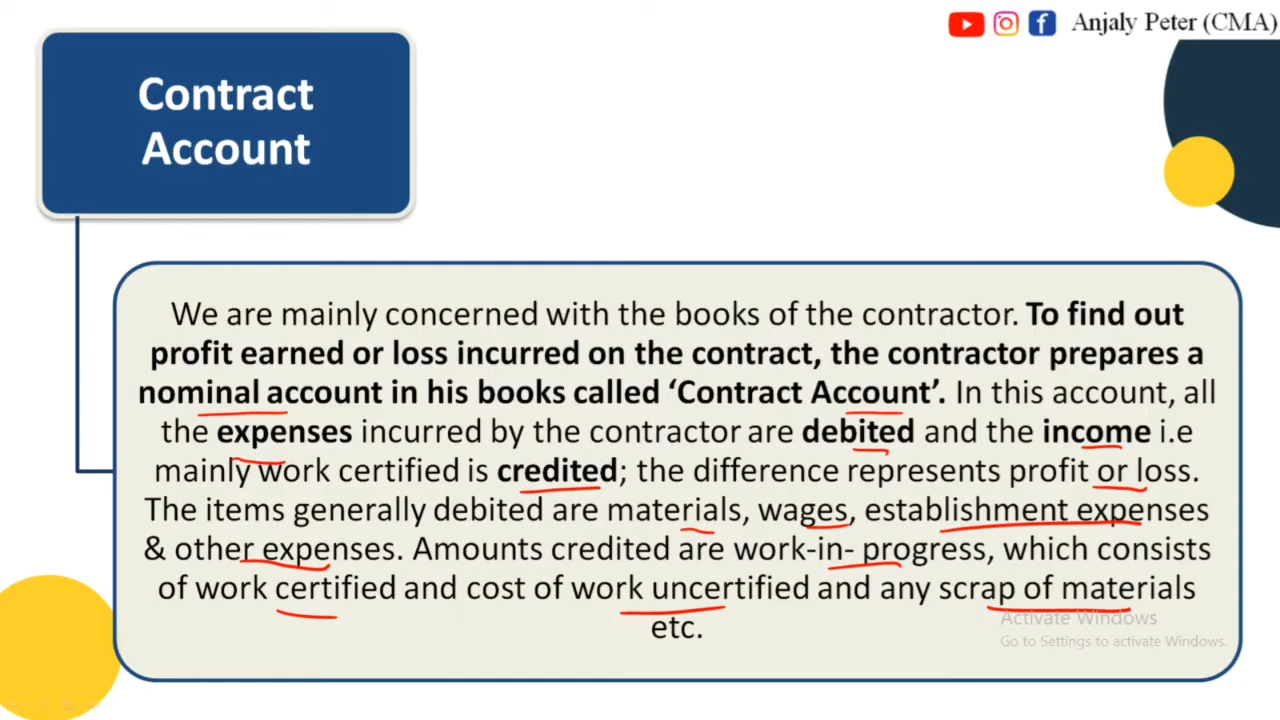 Anjaly Peter (CMA)
Contract
Account
We are mainly concerned with the books of the contractor. To find out
profit earned or loss incurred on the contract, the contractor prepares a
nominal account in his books called ‘Contract Account’. In this account, all
the expenses incurred by the contractor are debited and the income i.e
mainly work certified is credited; the difference represents profit or loss.
The items generally debited are materials, wages, establishment expenses
& other expenses. Amounts credited are work-in- progress, which consists
of work certified and cost of work uncertified and any scrap of materials
etc.
Activate Windows
Go to Settings to activate Windows.